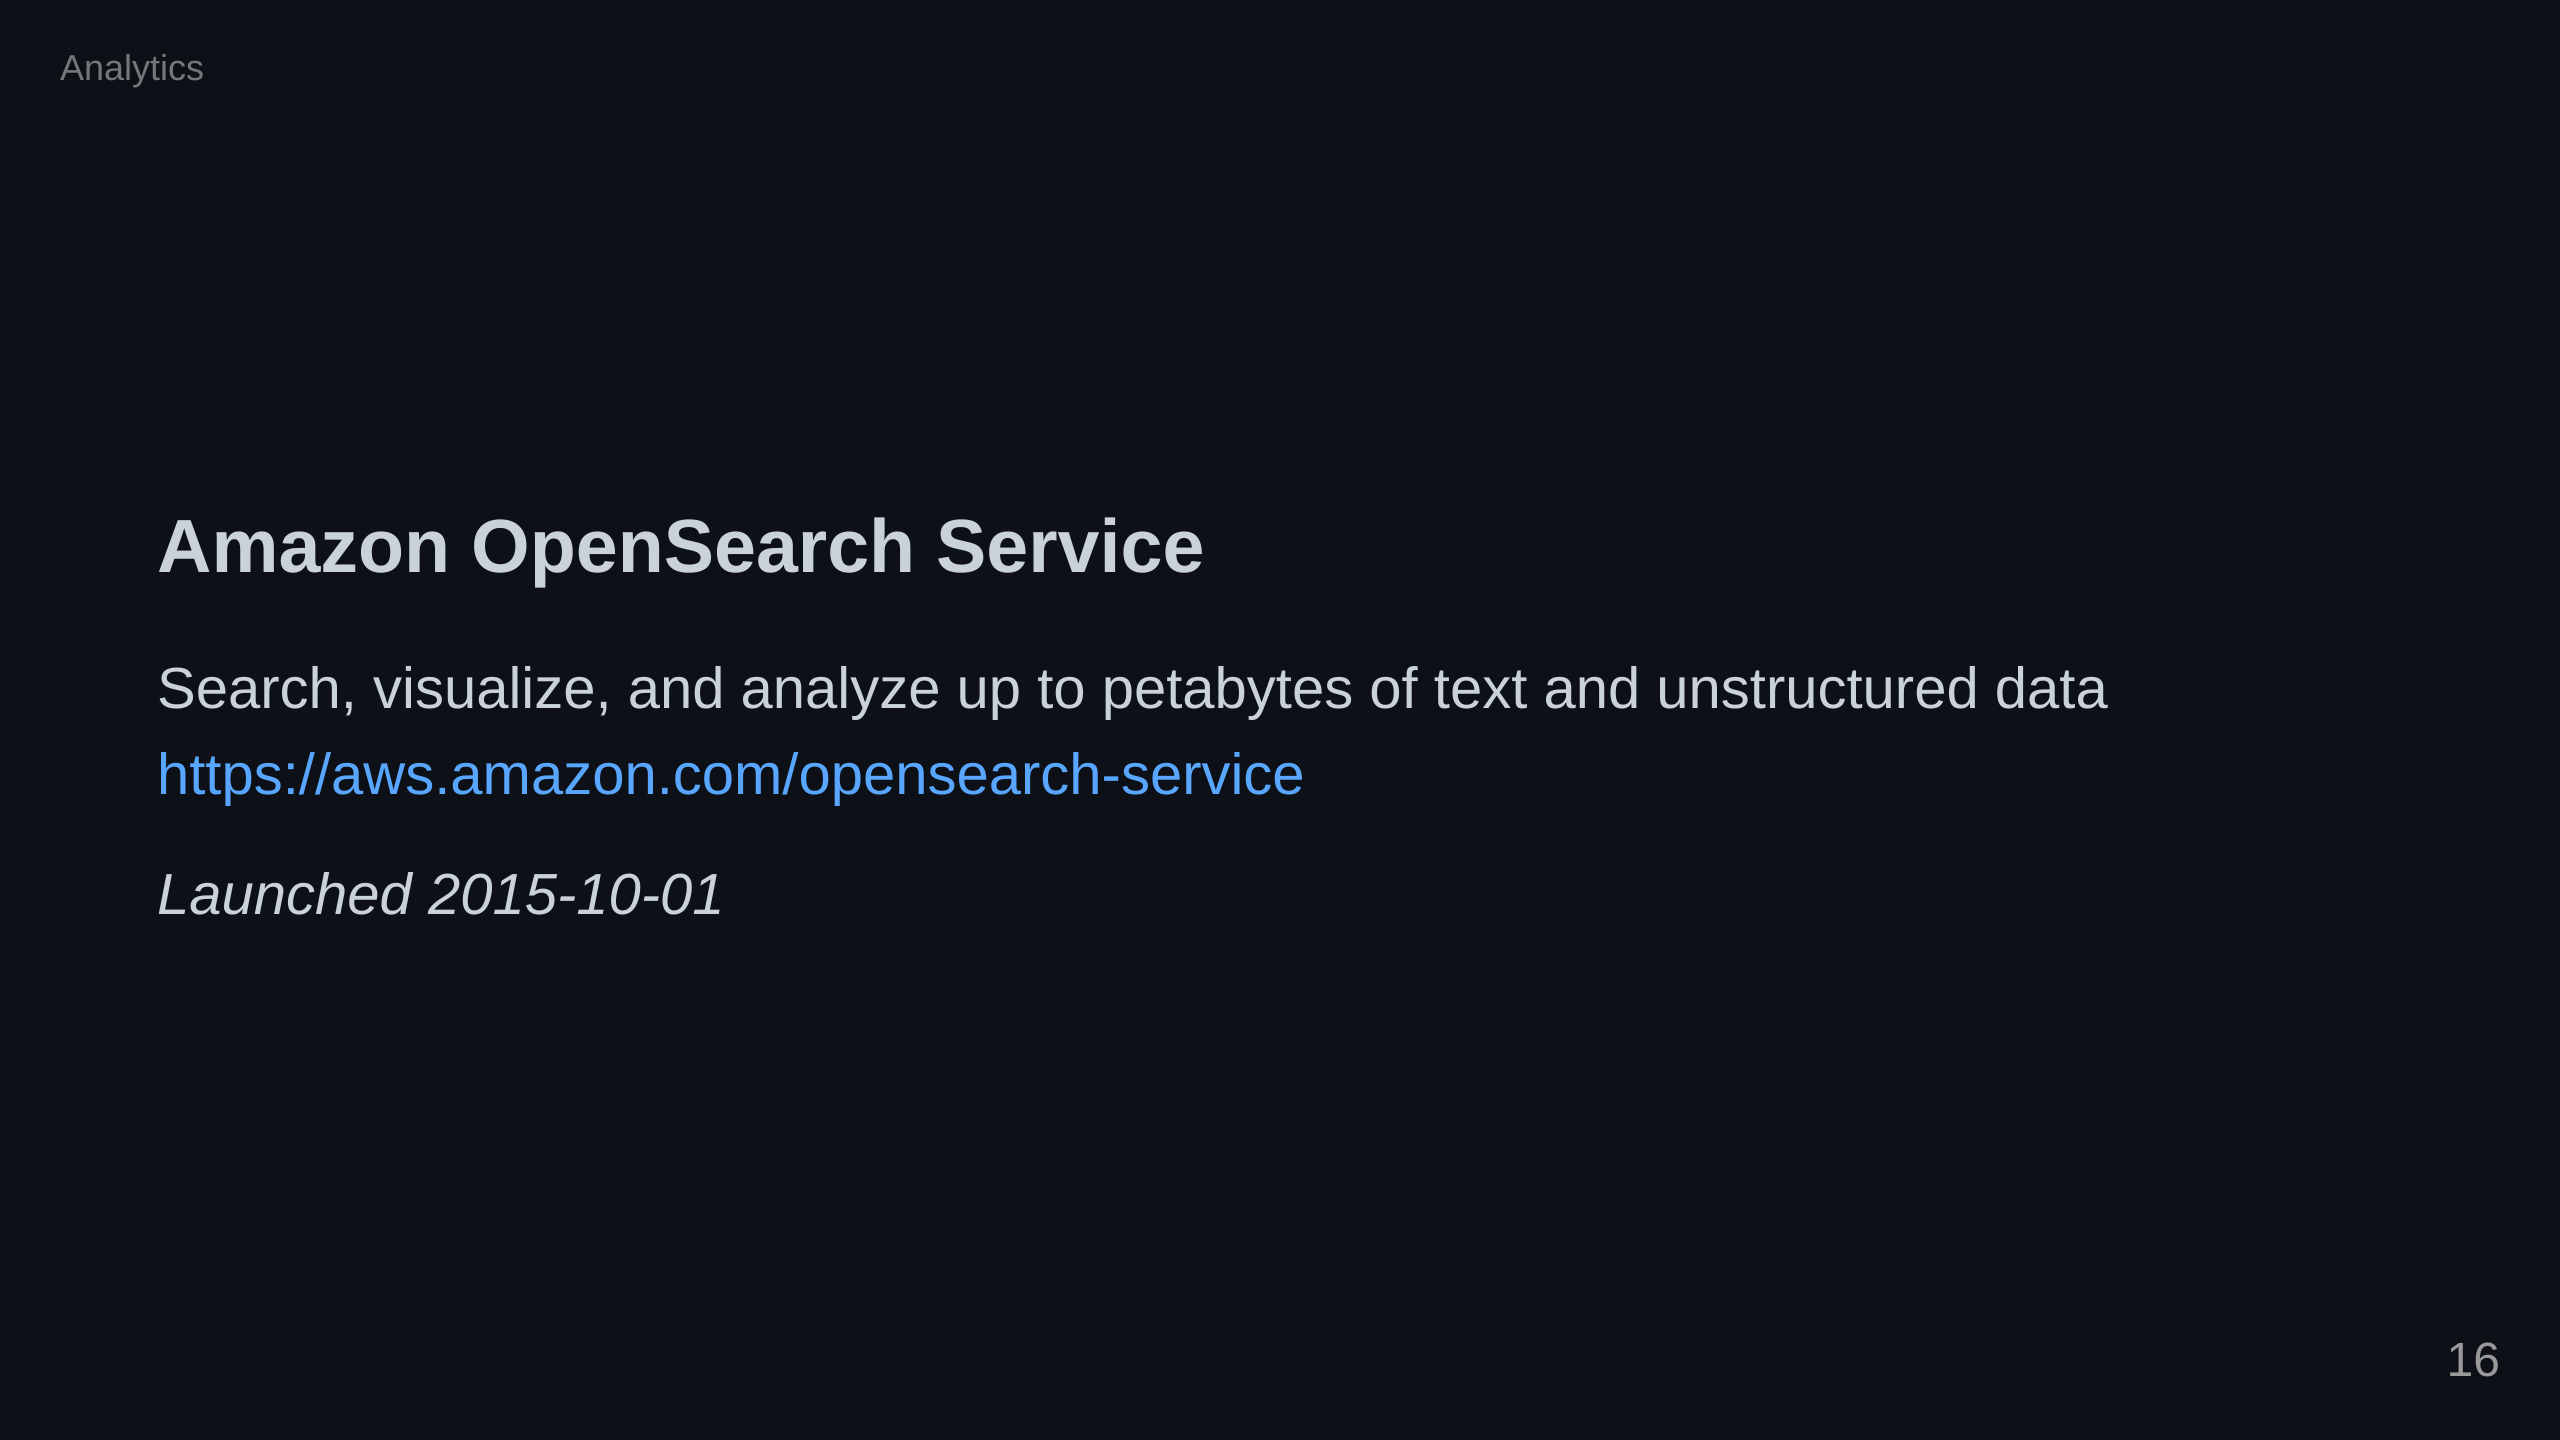 Analytics
Amazon OpenSearch Service
Search, visualize, and analyze up to petabytes of text and unstructured data
https://aws.amazon.com/opensearch-service
Launched 2015-10-01
16